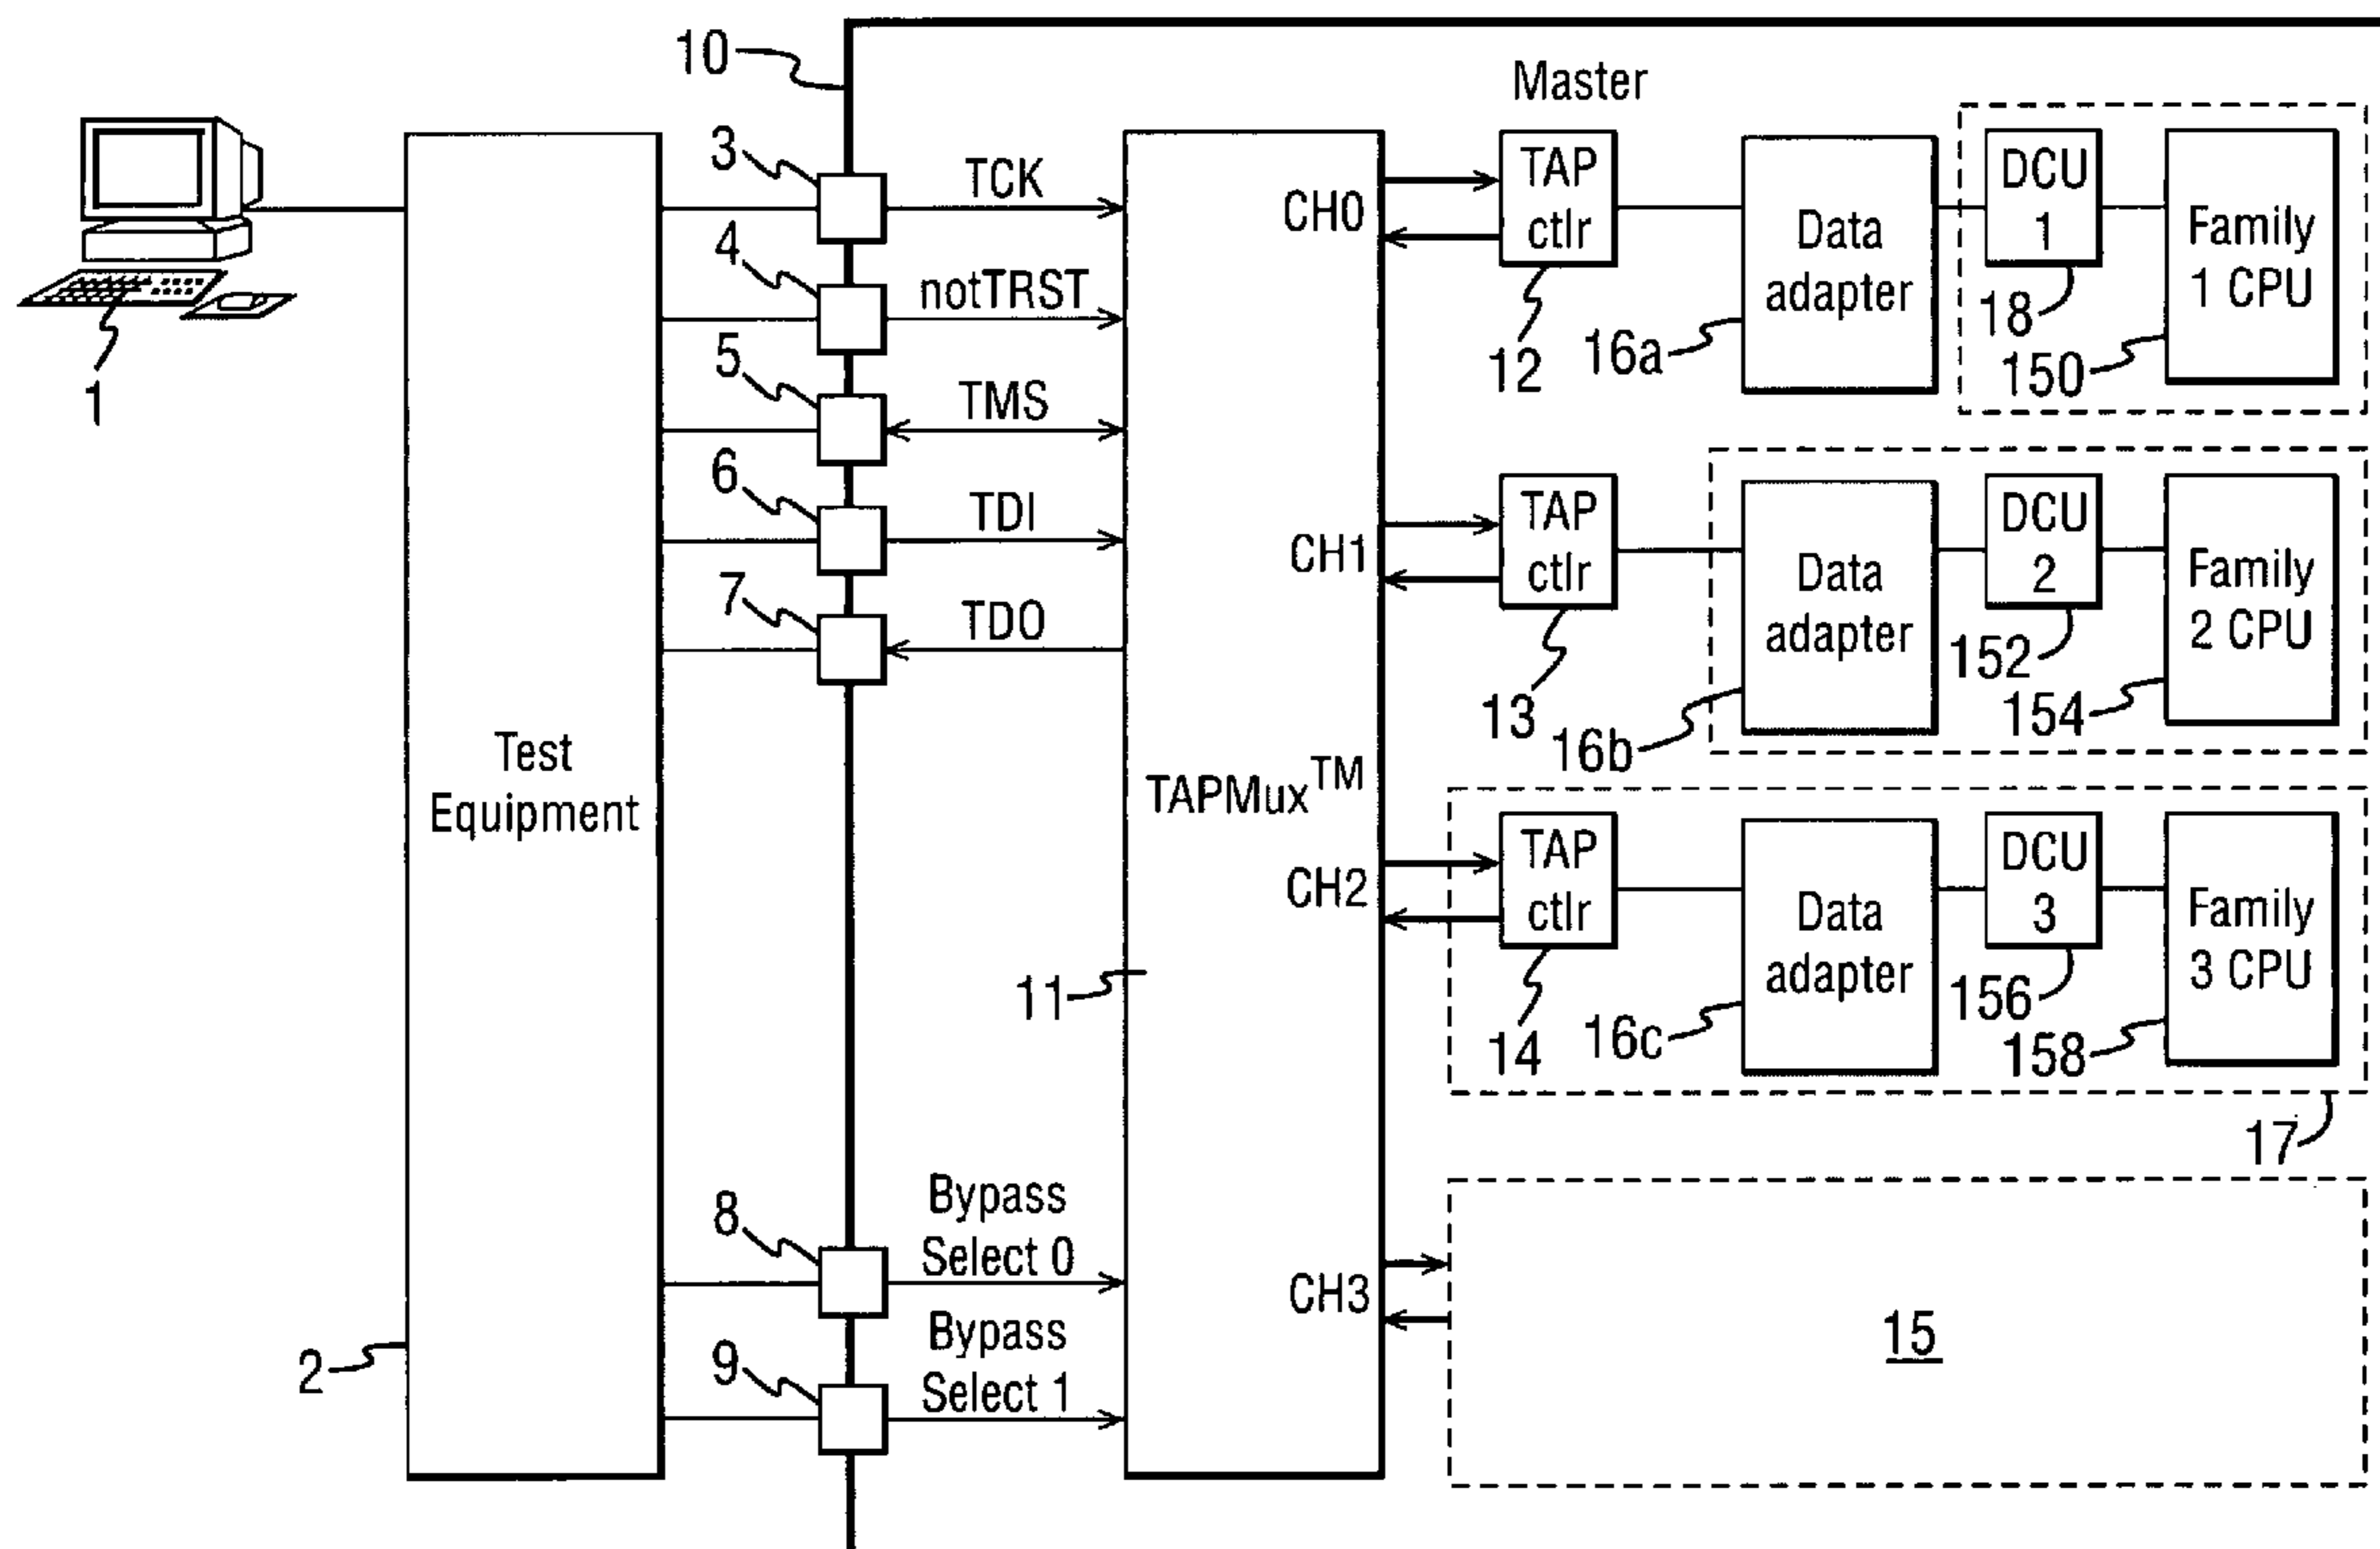 10
Master
3
TCK
4
notTRST
5
TMS
6
TDI
7
TDO
1
Test
Equipment
2
8
Bypass
Select 0
9
Bypass
Select 1
11
TAPMux™
CH0
CH1
CH2
CH3
TAP
ctlr
12
Data
adapter
16a
DCU
1
18
Family
1 CPU
150
TAP
ctlr
13
Data
adapter
16b
DCU
2
152
Family
2 CPU
154
TAP
ctlr
14
Data
adapter
16c
DCU
3
156
Family
3 CPU
158
17
15